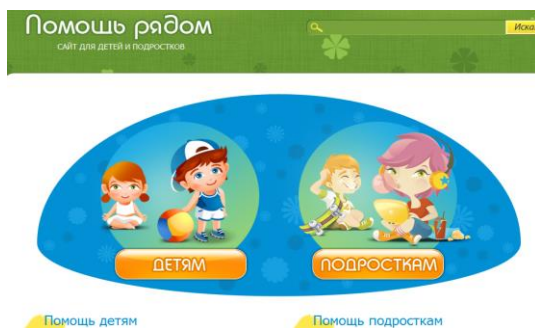 Помощь рядом
САЙТ ДЛЯ ДЕТЕЙ И ПОДРОСТКОВ
Иска
ДЕТЯМ
ПОДРОСТКАМ
Помощь детям
Помощь подросткам